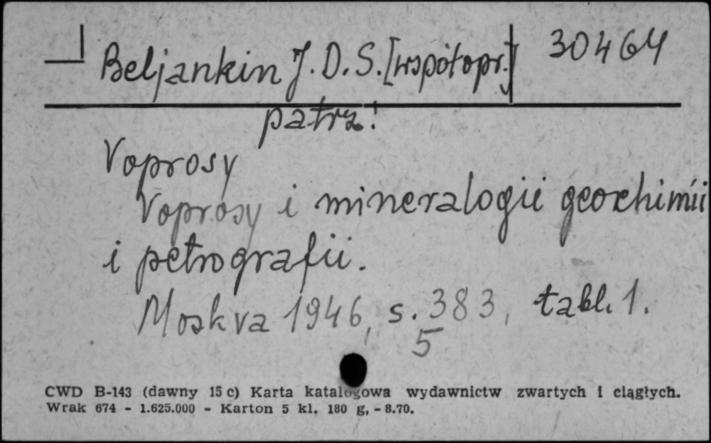 Beljankin J. D. S. [współopr.] 30464
patrz:
Voprosy
Voprosy i mineralogii geochimii
i petrografii.
Moskva 1946, s. 383, tabl. 1.
5
CWD B-143 (dawny 15 c) Karta katalogowa wydawnictw zwartych i ciągłych.
Wrak 674 - 1.625.000 - Karton 5 kl. 180 g, - 8.70.